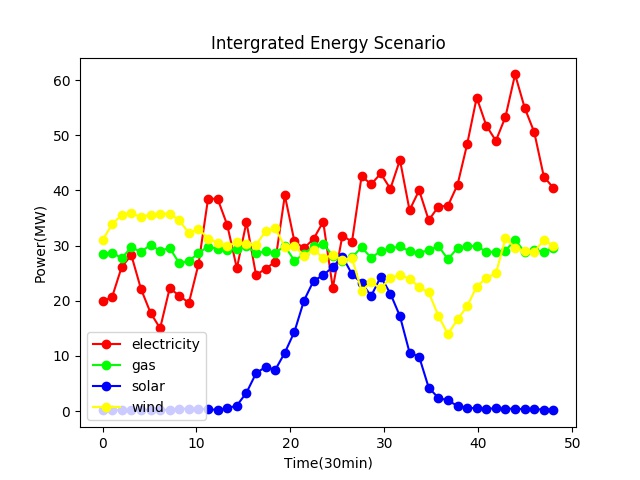 Intergrated Energy Scenario
Power(MW)
60
50
40
30
20
10
0
electricity
gas
solar
wind
0 10 20 30 40 50
Time(30min)